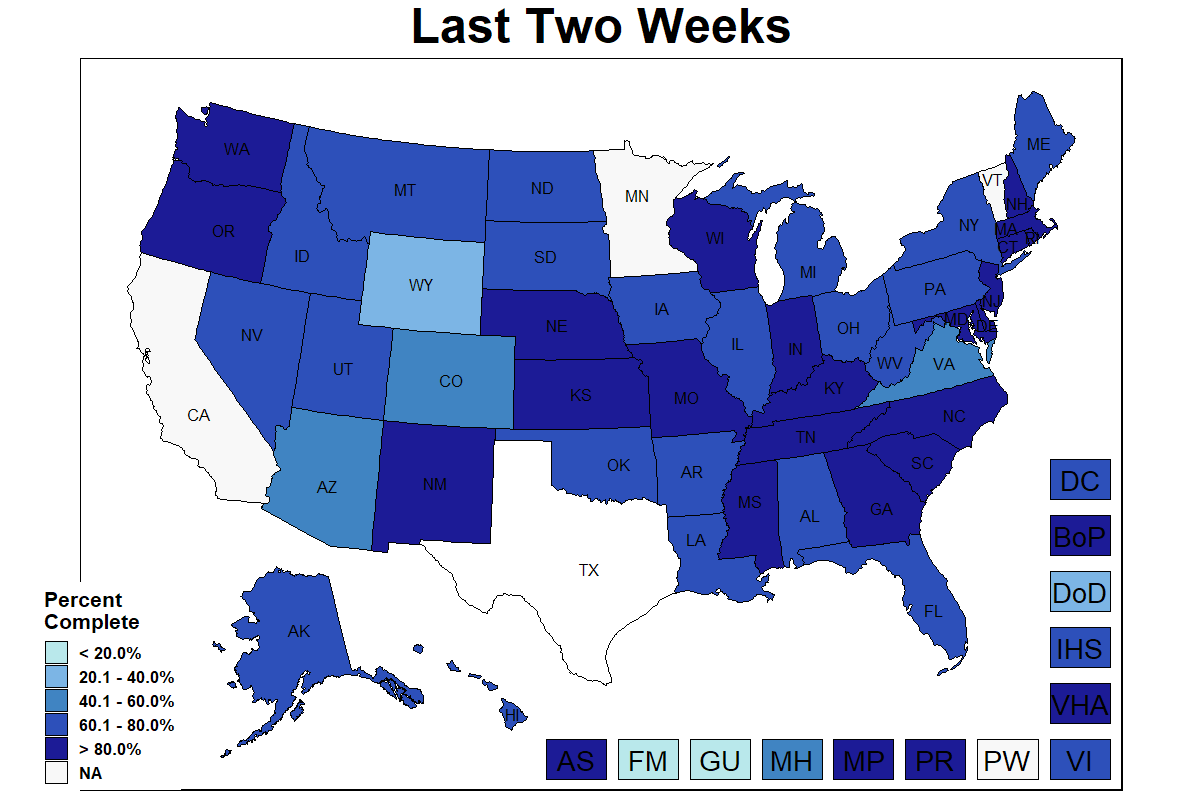 Last Two Weeks
WA
ME
MT
ND
MN
VT
NH
OR
WI
NY
MA
RI
CT
ID
SD
MI
WY
PA
IA
NJ
NV
NE
OH
MD
DE
IL
IN
UT
CO
WV
VA
KS
MO
KY
CA
NC
TN
OK
AR
SC
AZ
NM
MS
AL
GA
LA
TX
FL
AK
HI
DC
BoP
DoD
IHS
VHA
Percent
Complete
< 20.0%
20.1 - 40.0%
40.1 - 60.0%
60.1 - 80.0%
> 80.0%
NA
AS FM GU MH MP PR PW VI